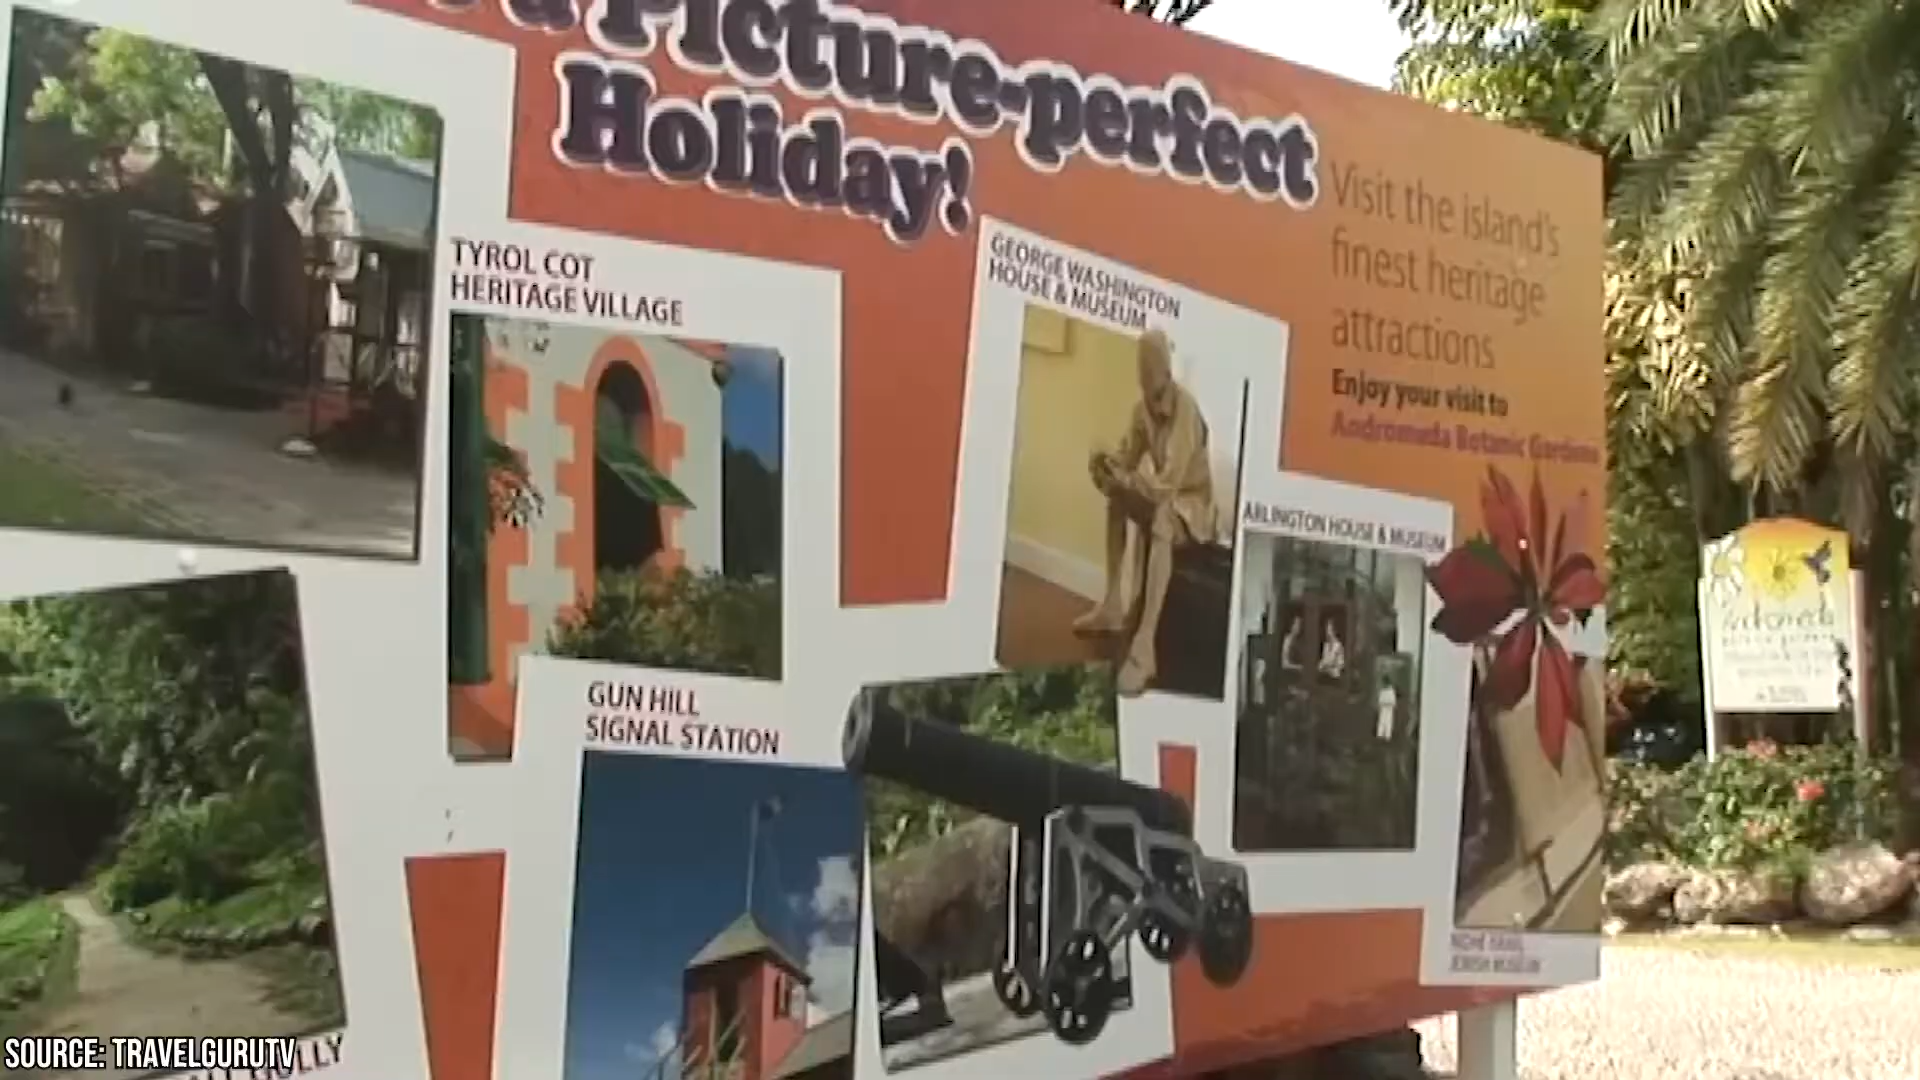 a Picture-perfect
Holiday!
Visit the island's
finest heritage
attractions
Enjoy your visit to
Andromeda Botanic Gardens
TYROL COT
HERITAGE VILLAGE
GEORGE WASHINGTON
HOUSE & MUSEUM
ARLINGTON HOUSE & MUSEUM
GUN HILL
SIGNAL STATION
JEWISH MUSEUM
Andromeda
SOURCE: TRAVELGURUTV